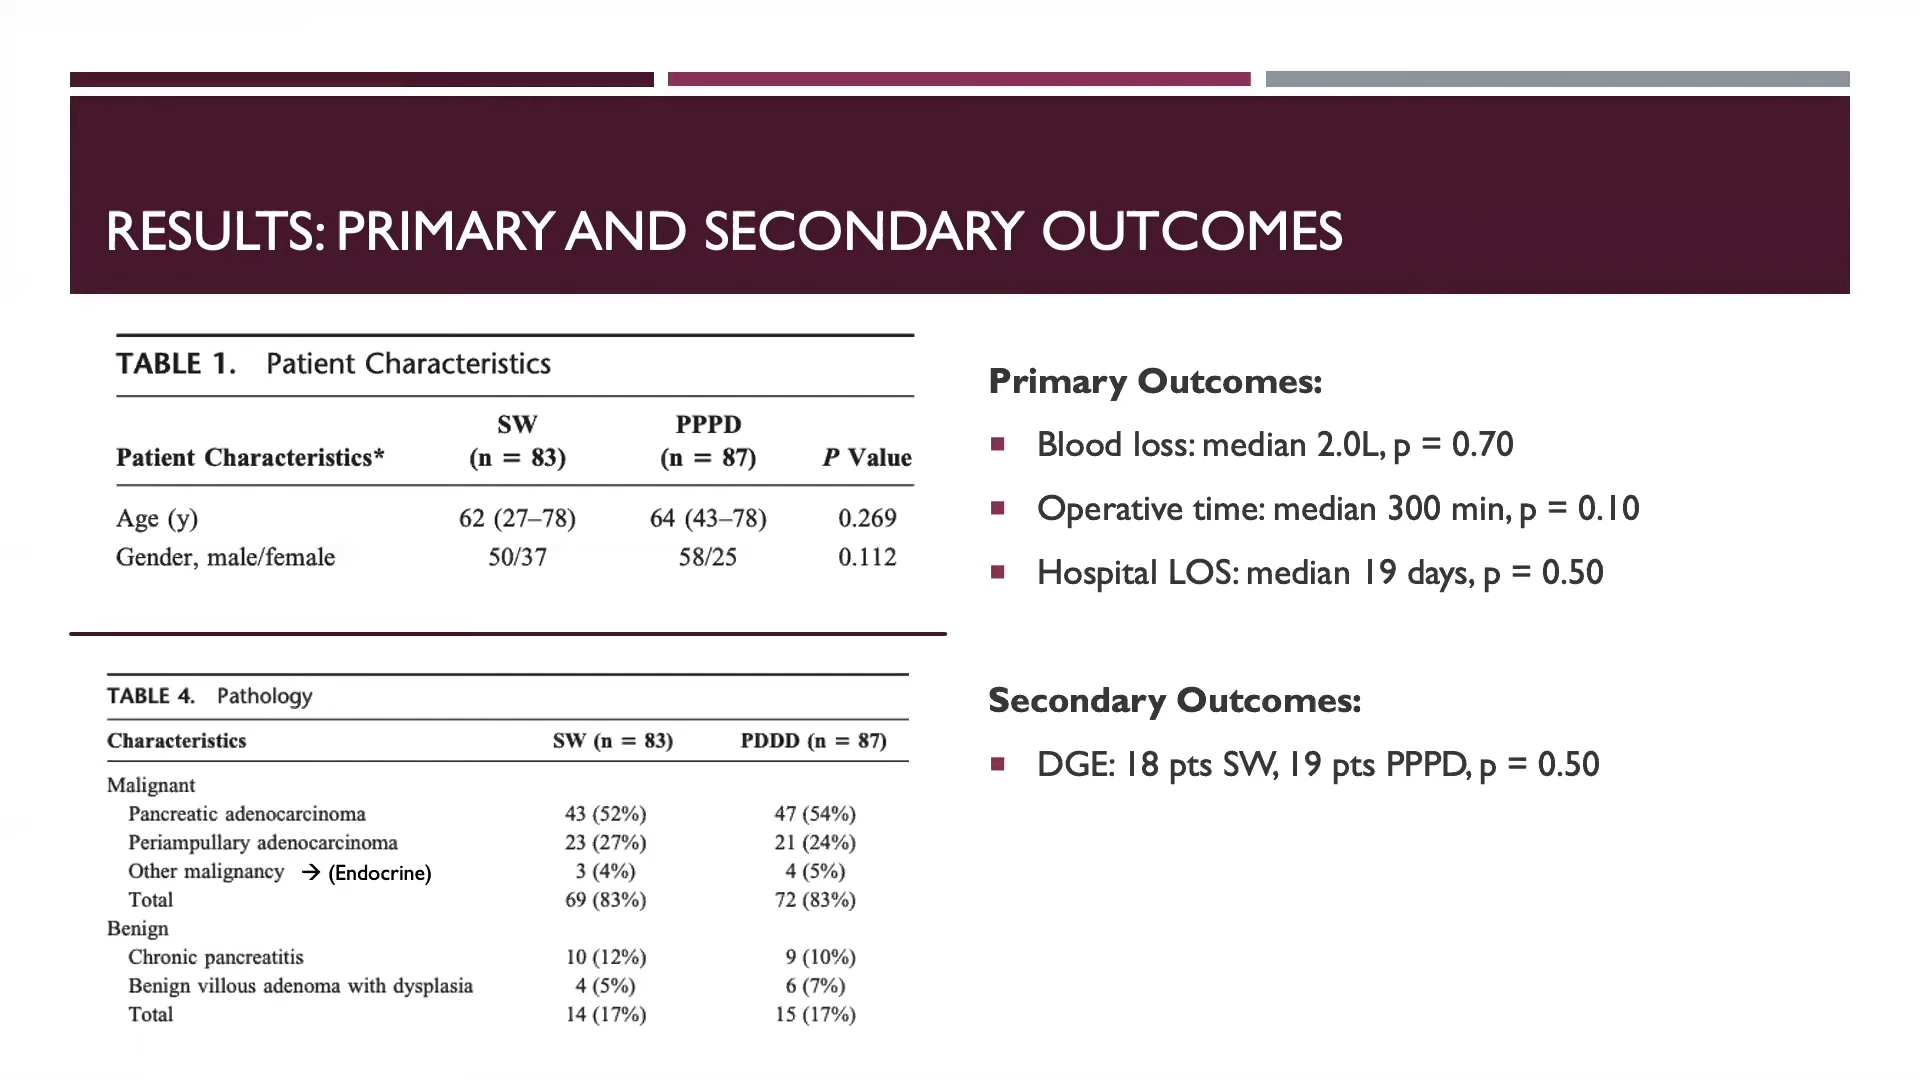 RESULTS: PRIMARY AND SECONDARY OUTCOMES
TABLE 1. Patient Characteristics
SW PPPD
Patient Characteristics* (n = 83) (n = 87) P Value
Age (y) 62 (27–78) 64 (43–78) 0.269
Gender, male/female 50/37 58/25 0.112
TABLE 4. Pathology
Characteristics SW (n = 83) PDDD (n = 87)
Malignant
Pancreatic adenocarcinoma 43 (52%) 47 (54%)
Periampullary adenocarcinoma 23 (27%) 21 (24%)
Other malignancy → (Endocrine) 3 (4%) 4 (5%)
Total 69 (83%) 72 (83%)
Benign
Chronic pancreatitis 10 (12%) 9 (10%)
Benign villous adenoma with dysplasia 4 (5%) 6 (7%)
Total 14 (17%) 15 (17%)
Primary Outcomes:
▪ Blood loss: median 2.0L, p = 0.70
▪ Operative time: median 300 min, p = 0.10
▪ Hospital LOS: median 19 days, p = 0.50
Secondary Outcomes:
▪ DGE: 18 pts SW, 19 pts PPPD, p = 0.50